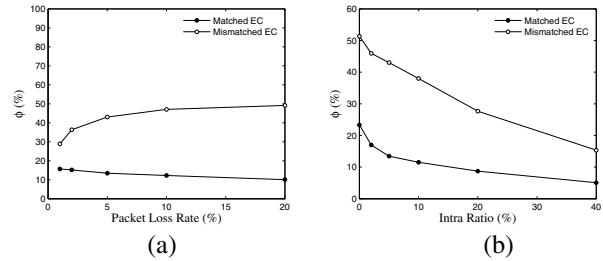 100
90
80
70
60
50
40
30
20
10
0
ϕ (%)
Matched EC
Mismatched EC
0
5
10
15
20
Packet Loss Rate (%)
(a)
60
50
40
30
20
10
0
ϕ (%)
Matched EC
Mismatched EC
0
10
20
30
40
Intra Ratio (%)
(b)